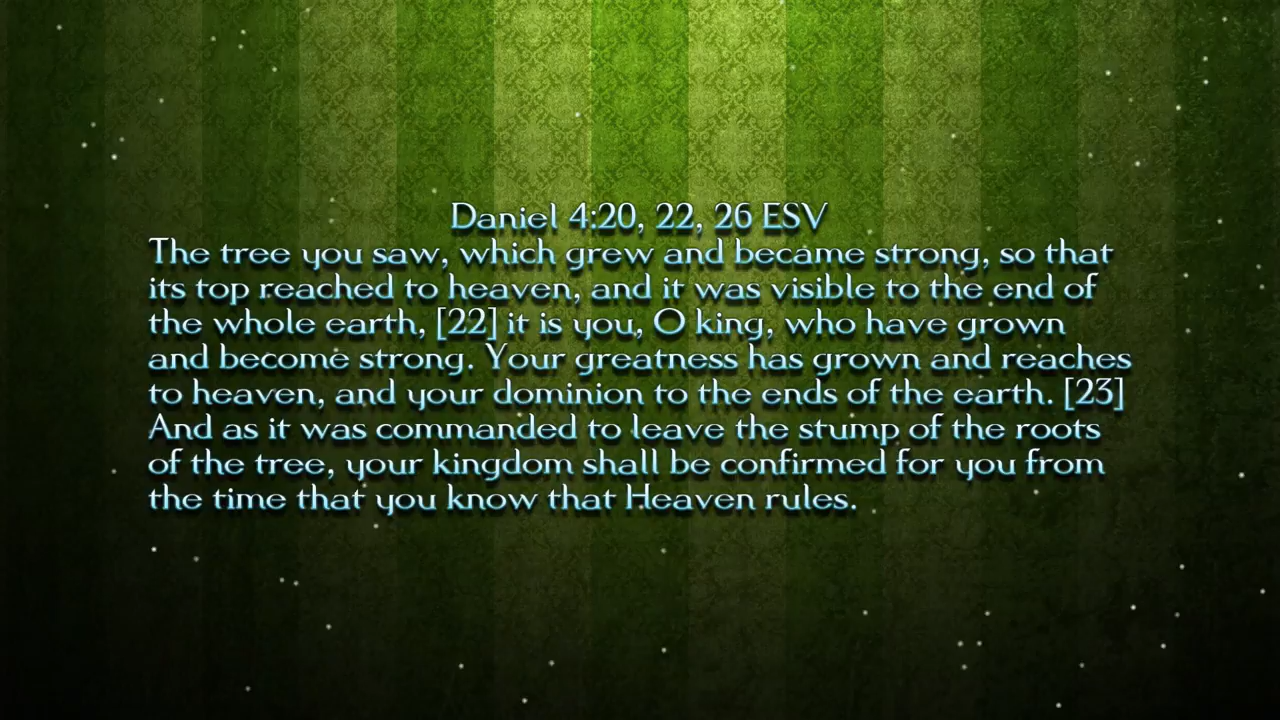 Daniel 4:20, 22, 26 ESV
The tree you saw, which grew and became strong, so that
its top reached to heaven, and it was visible to the end of
the whole earth, [22] it is you, O king, who have grown
and become strong. Your greatness has grown and reaches
to heaven, and your dominion to the ends of the earth. [23]
And as it was commanded to leave the stump of the roots
of the tree, your kingdom shall be confirmed for you from
the time that you know that Heaven rules.